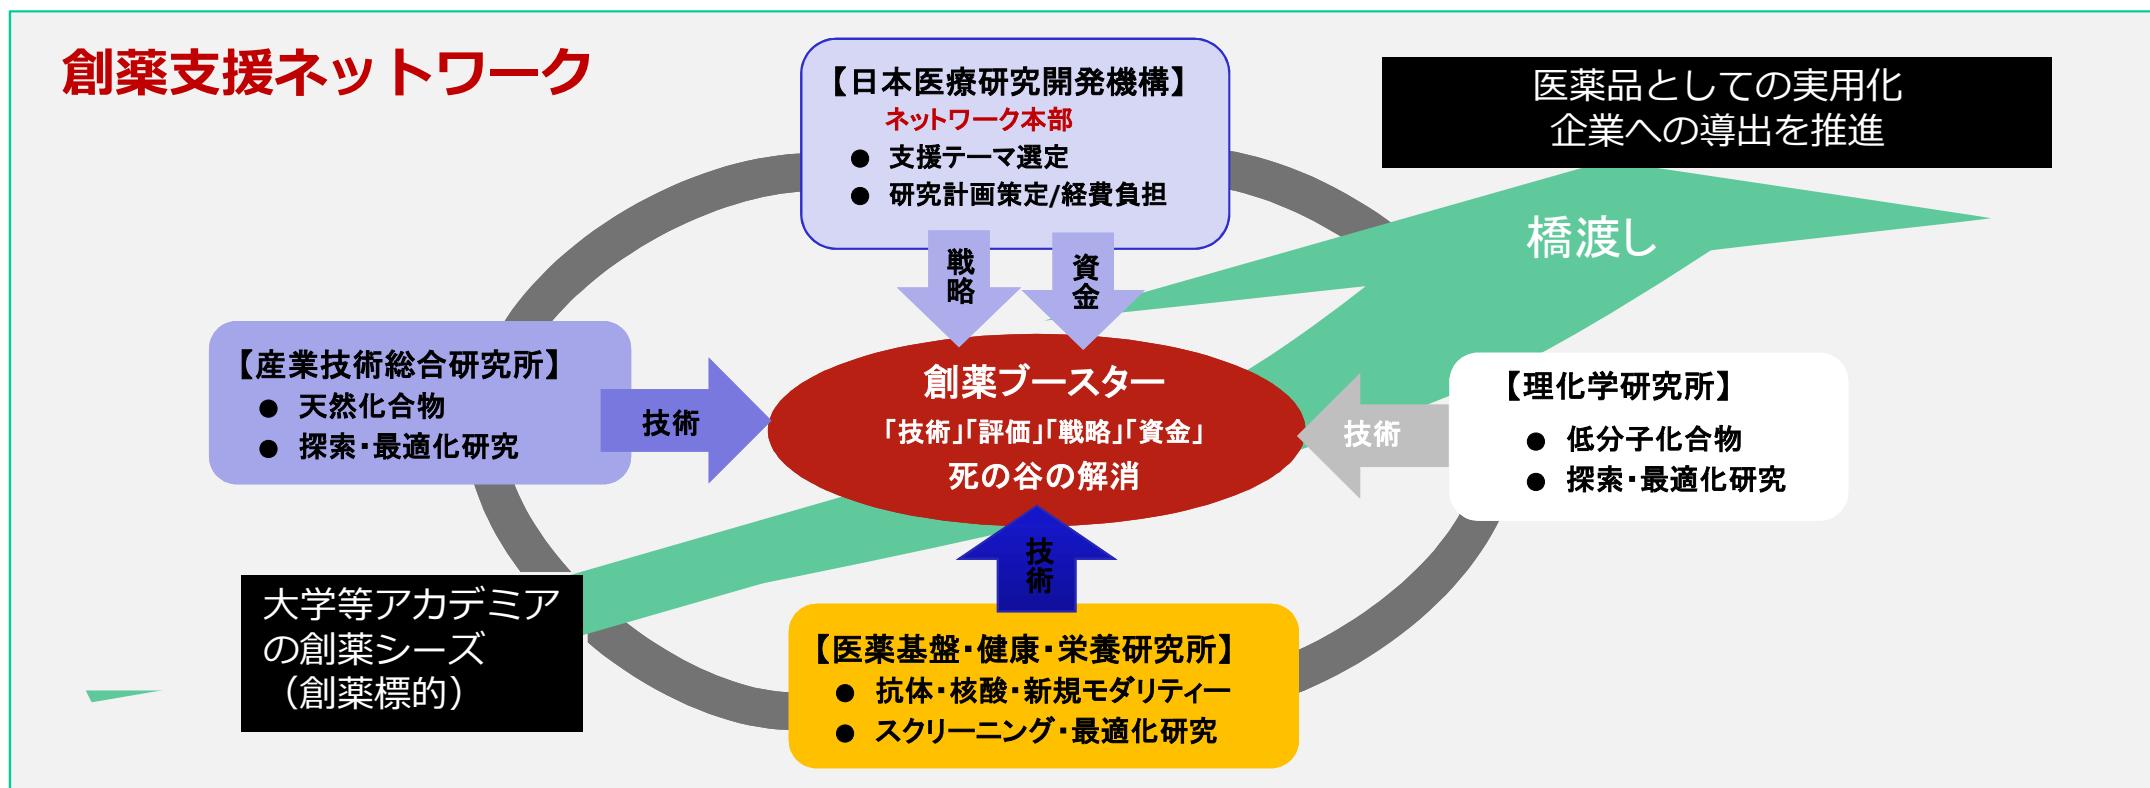 創薬支援ネットワーク
【日本医療研究開発機構】
ネットワーク本部
● 支援テーマ選定
● 研究計画策定/経費負担
医薬品としての実用化
企業への導出を推進
橋渡し
戦略
資金
【産業技術総合研究所】
● 天然化合物
● 探索・最適化研究
技術
創薬ブースター
「技術」「評価」「戦略」「資金」
死の谷の解消
技術
【理化学研究所】
● 低分子化合物
● 探索・最適化研究
技術
大学等アカデミア
の創薬シーズ
（創薬標的）
【医薬基盤・健康・栄養研究所】
● 抗体・核酸・新規モダリティー
● スクリーニング・最適化研究